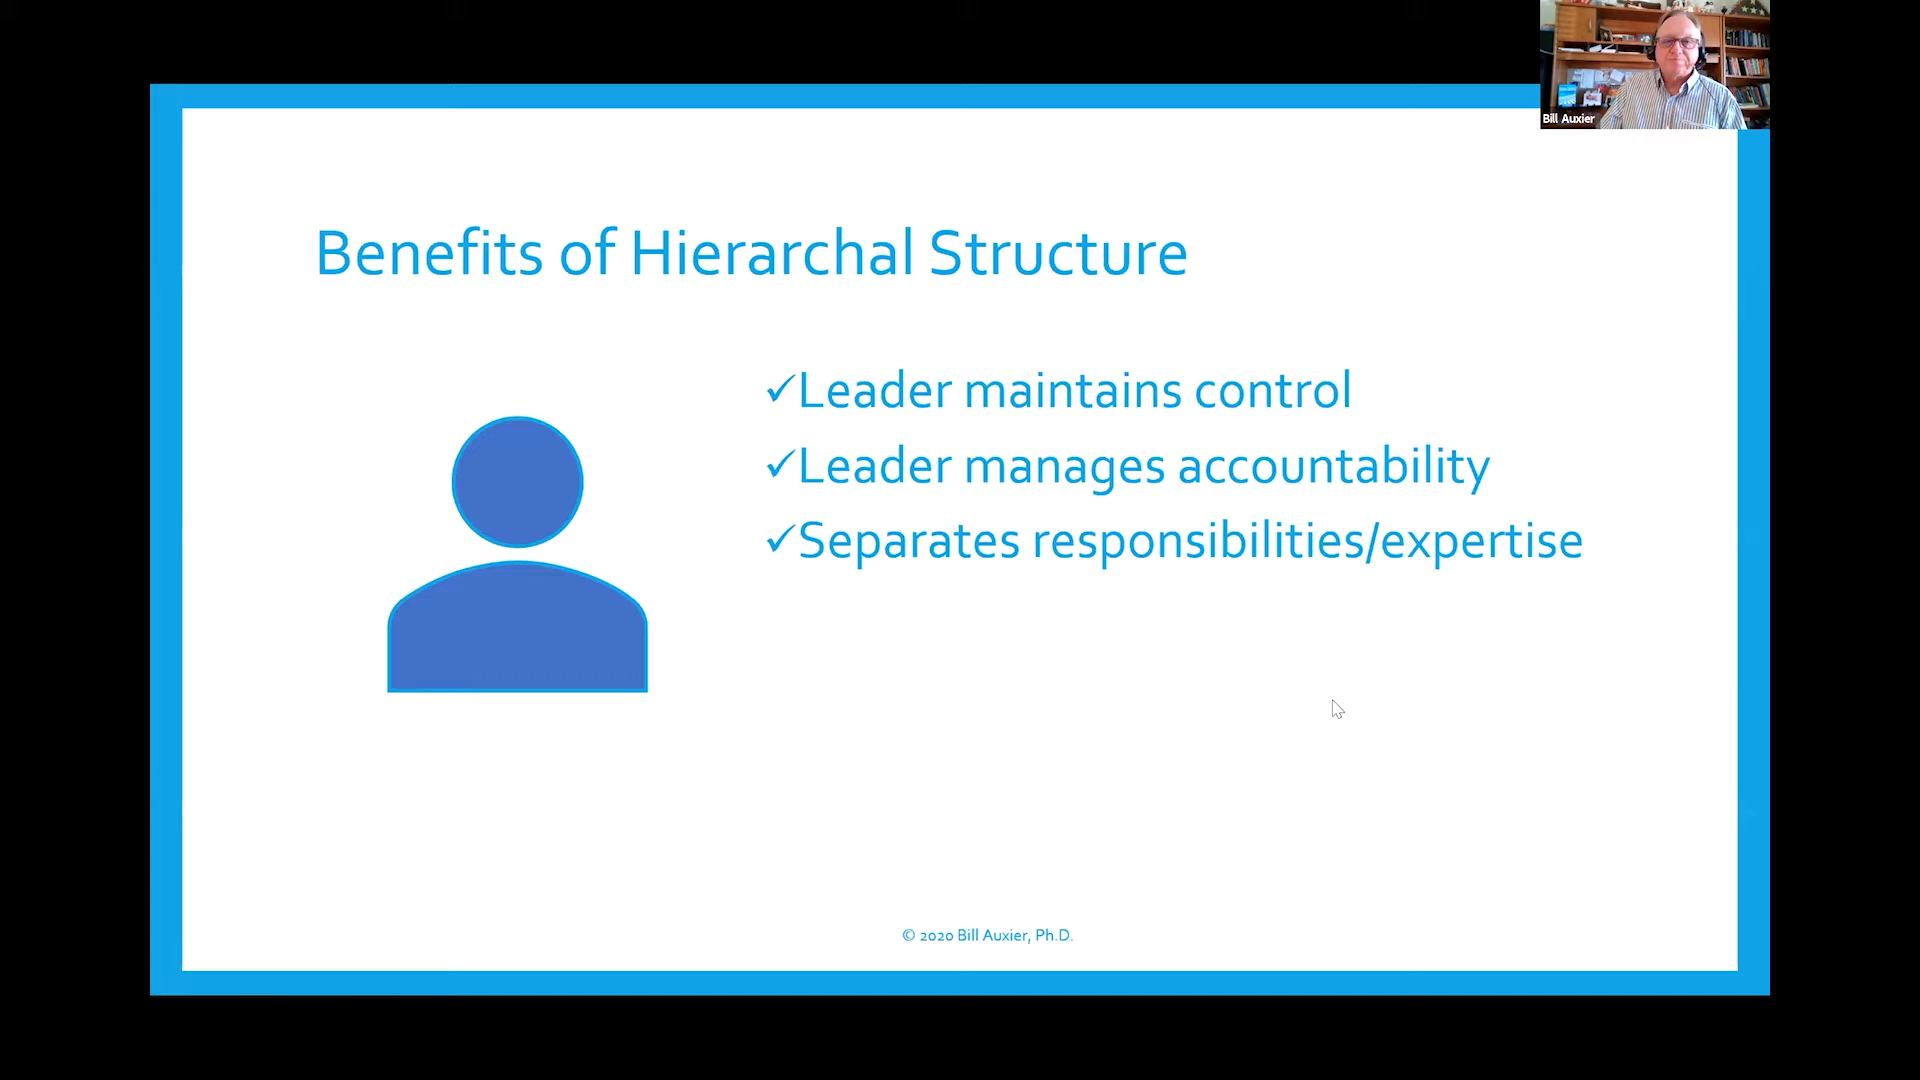 Bill Auxier
Benefits of Hierarchal Structure
✓Leader maintains control
✓Leader manages accountability
✓Separates responsibilities/expertise
© 2020 Bill Auxier, Ph.D.